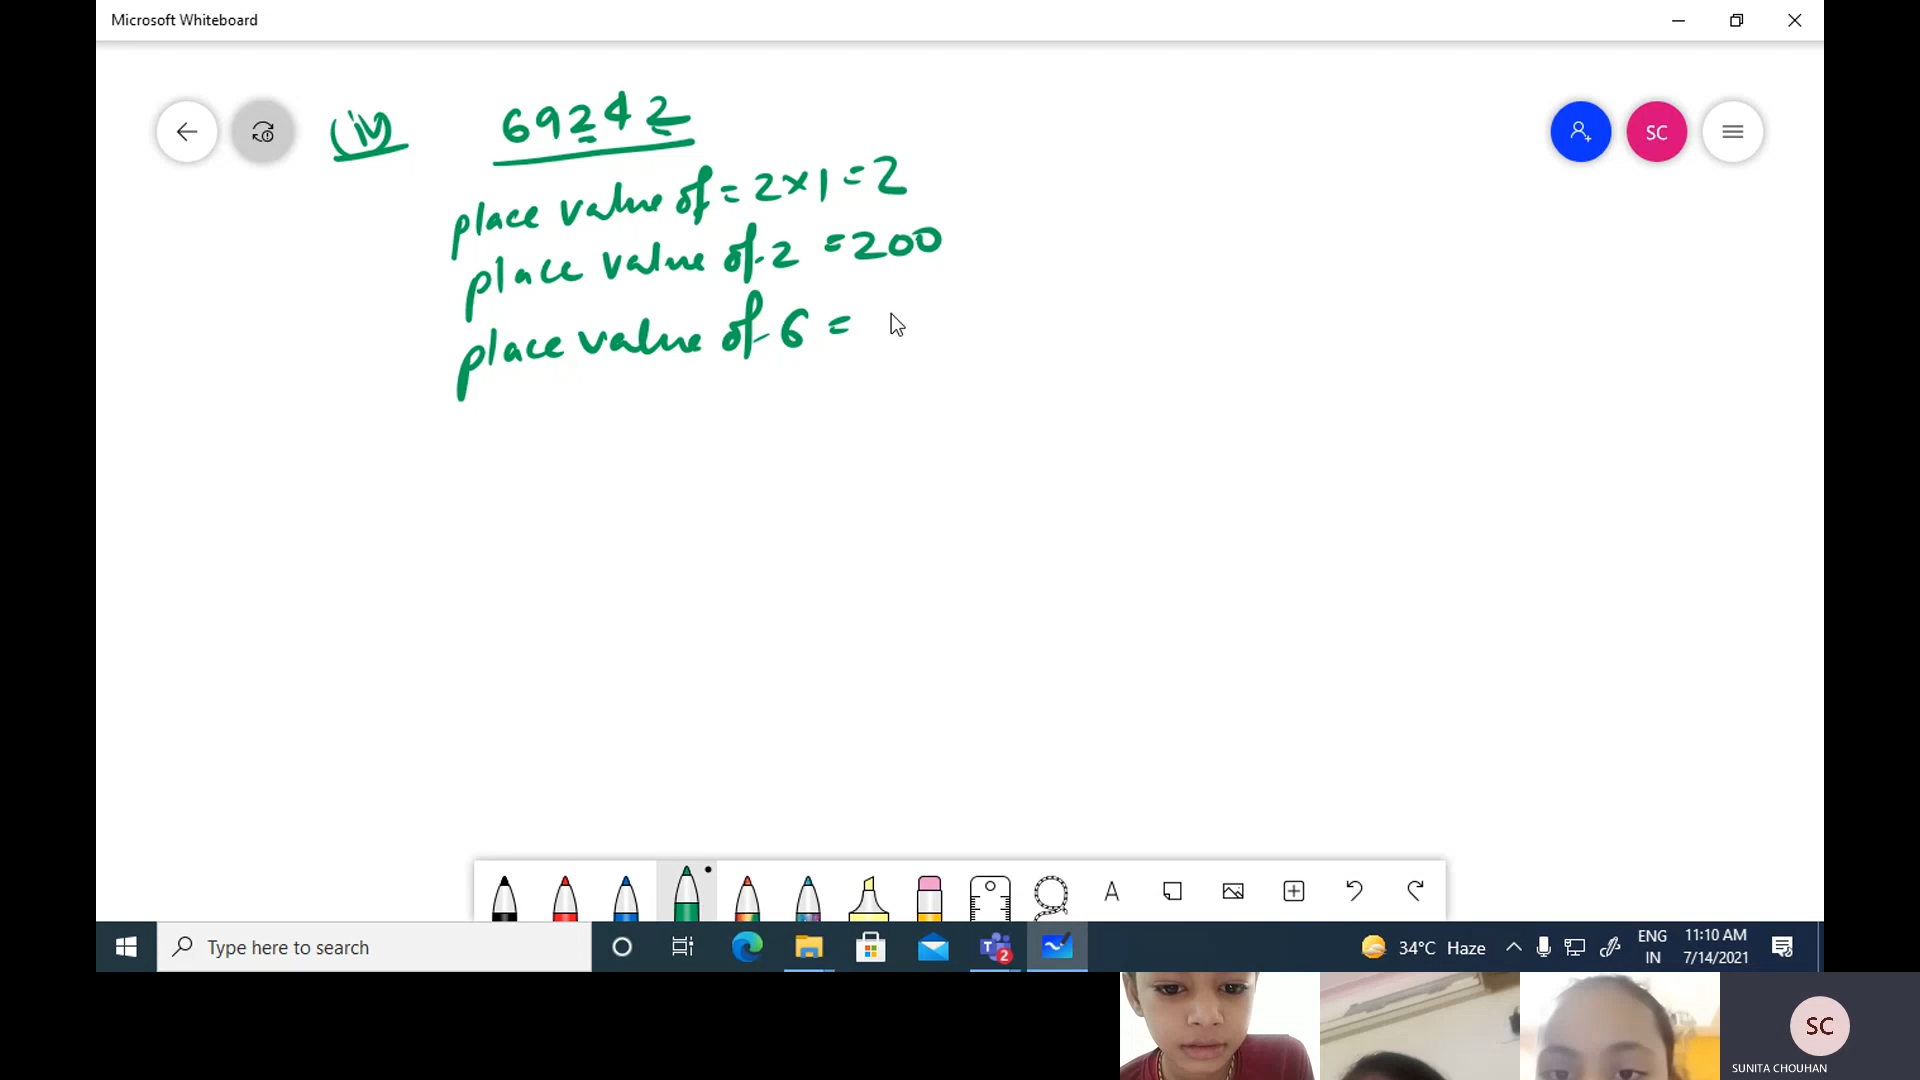 Microsoft Whiteboard
(iv) 69242
SC
place value of = 2×1 = 2
place value of 2 = 200
place value of 6 =
A
Type here to search
2
34°C Haze
ENG
IN
11:10 AM
7/14/2021
SC
SUNITA CHOUHAN